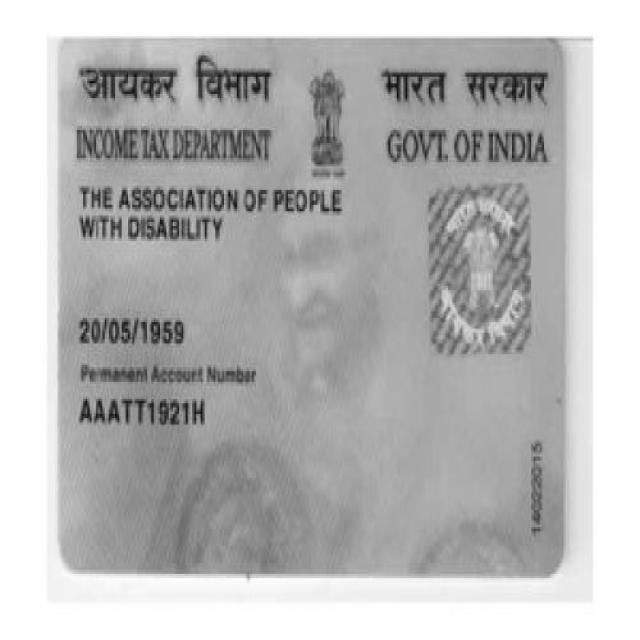 आयकर विभाग
भारत सरकार
INCOME TAX DEPARTMENT
GOVT. OF INDIA
THE ASSOCIATION OF PEOPLE
WITH DISABILITY
20/05/1959
Permanent Account Number
AAATT1921H
14022015